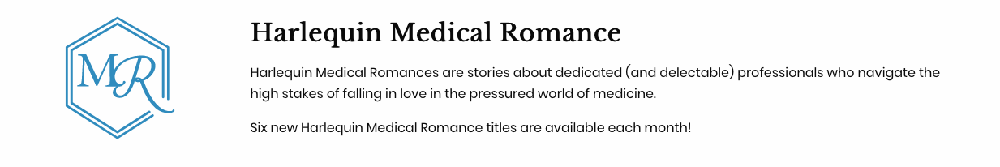 MR
Harlequin Medical Romance
Harlequin Medical Romances are stories about dedicated (and delectable) professionals who navigate the
high stakes of falling in love in the pressured world of medicine.
Six new Harlequin Medical Romance titles are available each month!